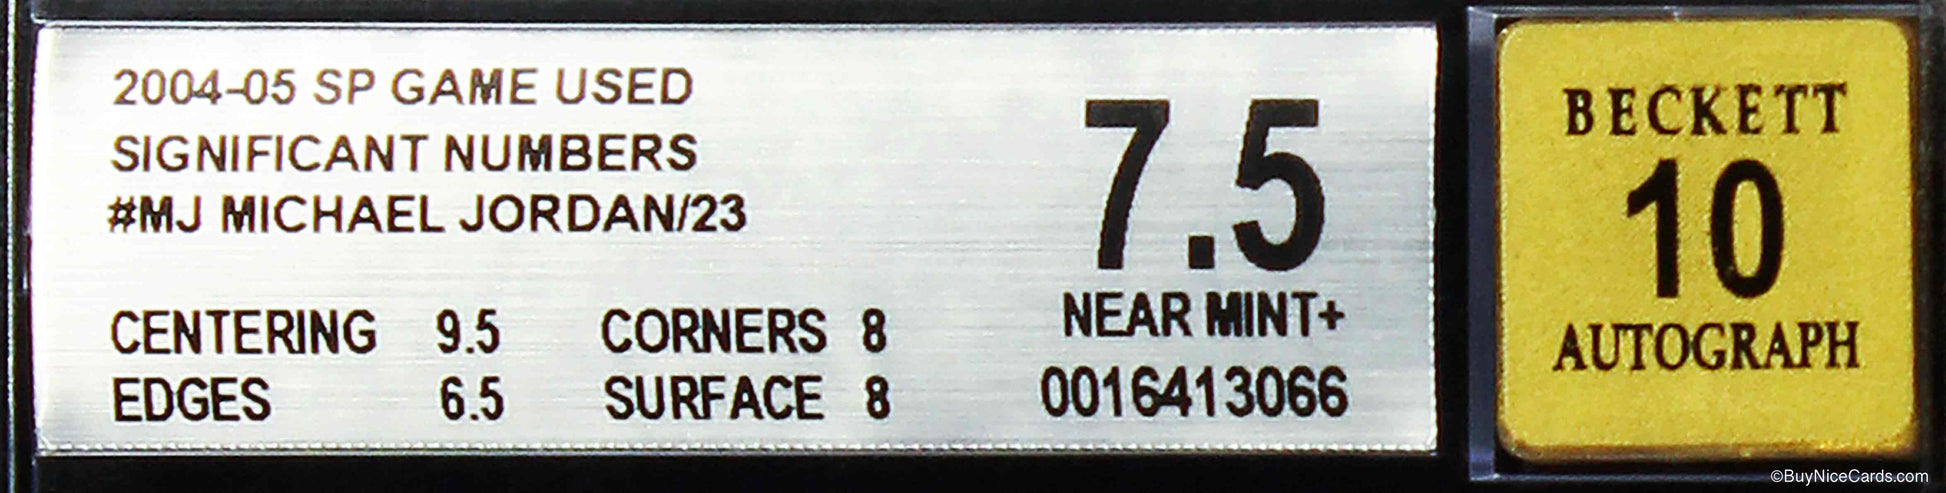 2004-05 SP GAME USED
SIGNIFICANT NUMBERS
#MJ MICHAEL JORDAN/23
CENTERING 9.5 CORNERS 8
EDGES 6.5 SURFACE 8
7.5
NEAR MINT+
0016413066
BECKETT
10
AUTOGRAPH
©BuyNiceCards.com